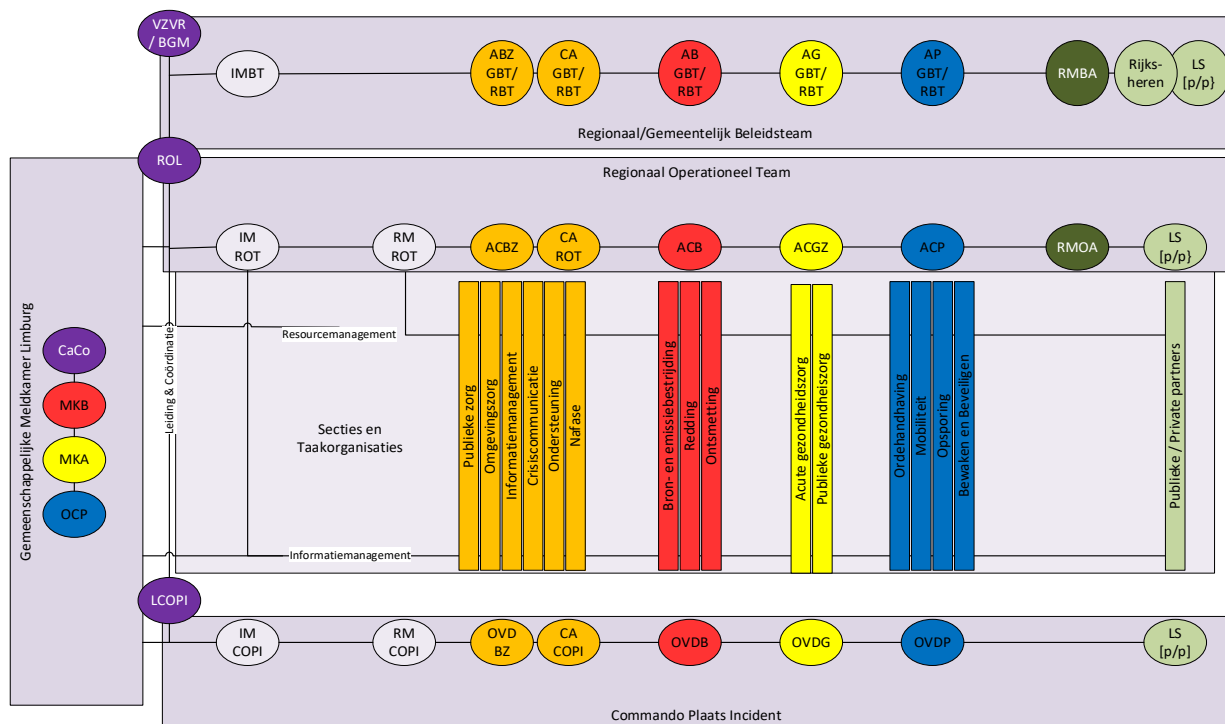 VZVR
/ BGM
IMBT
ABZ
GBT/
RBT
CA
GBT/
RBT
AB
GBT/
RBT
AG
GBT/
RBT
AP
GBT/
RBT
RMBA
Rijks-
heren
LS
[p/p}
Regionaal/Gemeentelijk Beleidsteam
ROL
Regionaal Operationeel Team
IM
ROT
RM
ROT
ACBZ
CA
ROT
ACB
ACGZ
ACP
RMOA
LS
[p/p}
Gemeenschappelijke Meldkamer Limburg
CaCo
MKB
MKA
OCP
Leiding & Coördinatie
Resourcemanagement
Secties en
Taakorganisaties
Informatiemanagement
Publieke zorg
Omgevingszorg
Informatiemanagement
Crisiscommunicatie
Ondersteuning
Nafase
Bron- en emissiebestrijding
Redding
Ontsmetting
Acute gezondheidszorg
Publieke gezondheiszorg
Ordehandhaving
Mobiliteit
Opsporing
Bewaken en Beveiligen
Publieke / Private partners
LCOPI
IM
COPI
RM
COPI
OVD
BZ
CA
COPI
OVDB
OVDG
OVDP
LS
[p/p]
Commando Plaats Incident